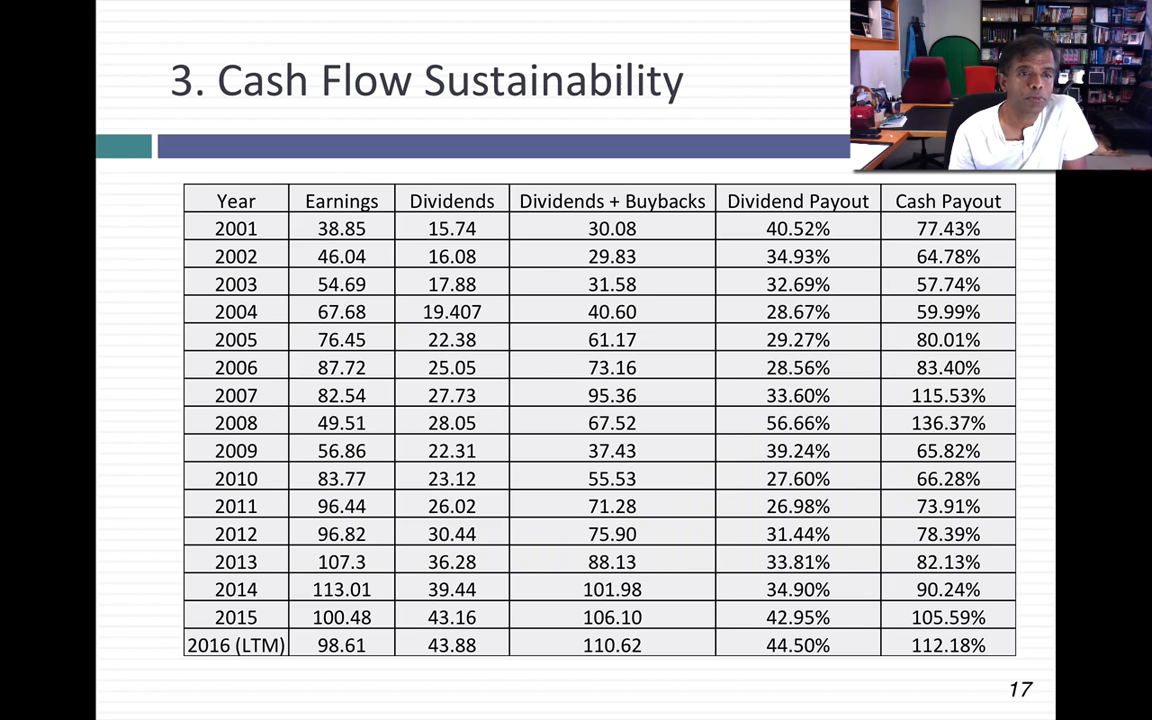 3. Cash Flow Sustainability
Year Earnings Dividends Dividends + Buybacks Dividend Payout Cash Payout
2001 38.85 15.74 30.08 40.52% 77.43%
2002 46.04 16.08 29.83 34.93% 64.78%
2003 54.69 17.88 31.58 32.69% 57.74%
2004 67.68 19.407 40.60 28.67% 59.99%
2005 76.45 22.38 61.17 29.27% 80.01%
2006 87.72 25.05 73.16 28.56% 83.40%
2007 82.54 27.73 95.36 33.60% 115.53%
2008 49.51 28.05 67.52 56.66% 136.37%
2009 56.86 22.31 37.43 39.24% 65.82%
2010 83.77 23.12 55.53 27.60% 66.28%
2011 96.44 26.02 71.28 26.98% 73.91%
2012 96.82 30.44 75.90 31.44% 78.39%
2013 107.3 36.28 88.13 33.81% 82.13%
2014 113.01 39.44 101.98 34.90% 90.24%
2015 100.48 43.16 106.10 42.95% 105.59%
2016 (LTM) 98.61 43.88 110.62 44.50% 112.18%
17